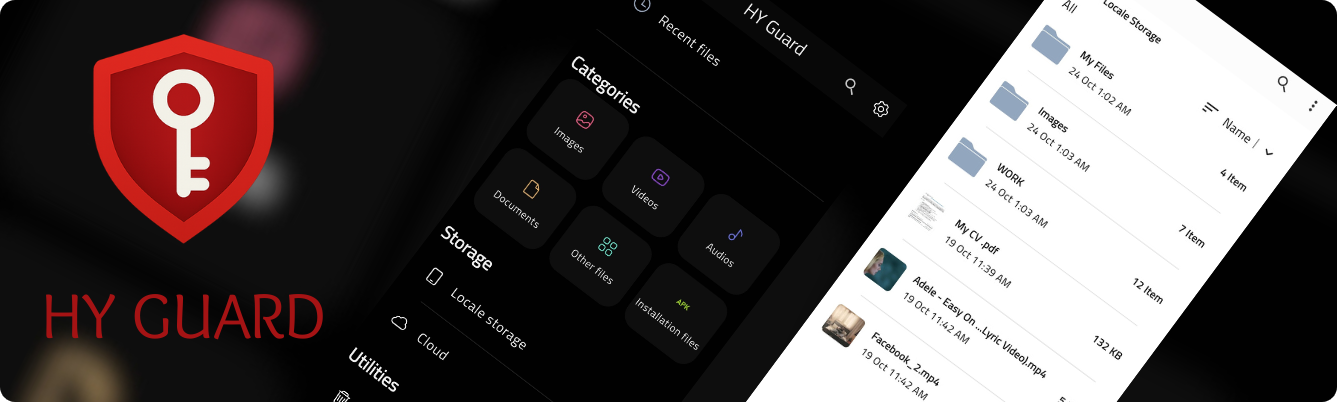 HY GUARD
HY Guard
Recent files
Categories
Images
Videos
Audios
Documents
Other files
APK
Installation files
Storage
Locale storage
Cloud
Utilities
Locale Storage
All
Name |
My Files
24 Oct 1:02 AM
4 Item
Images
24 Oct 1:03 AM
7 Item
WORK
24 Oct 1:03 AM
12 Item
My CV .pdf
19 Oct 11:39 AM
132 KB
Adele - Easy On ...Lyric Video).mp4
19 Oct 11:42 AM
Facebook_2.mp4
19 Oct 11:42 AM